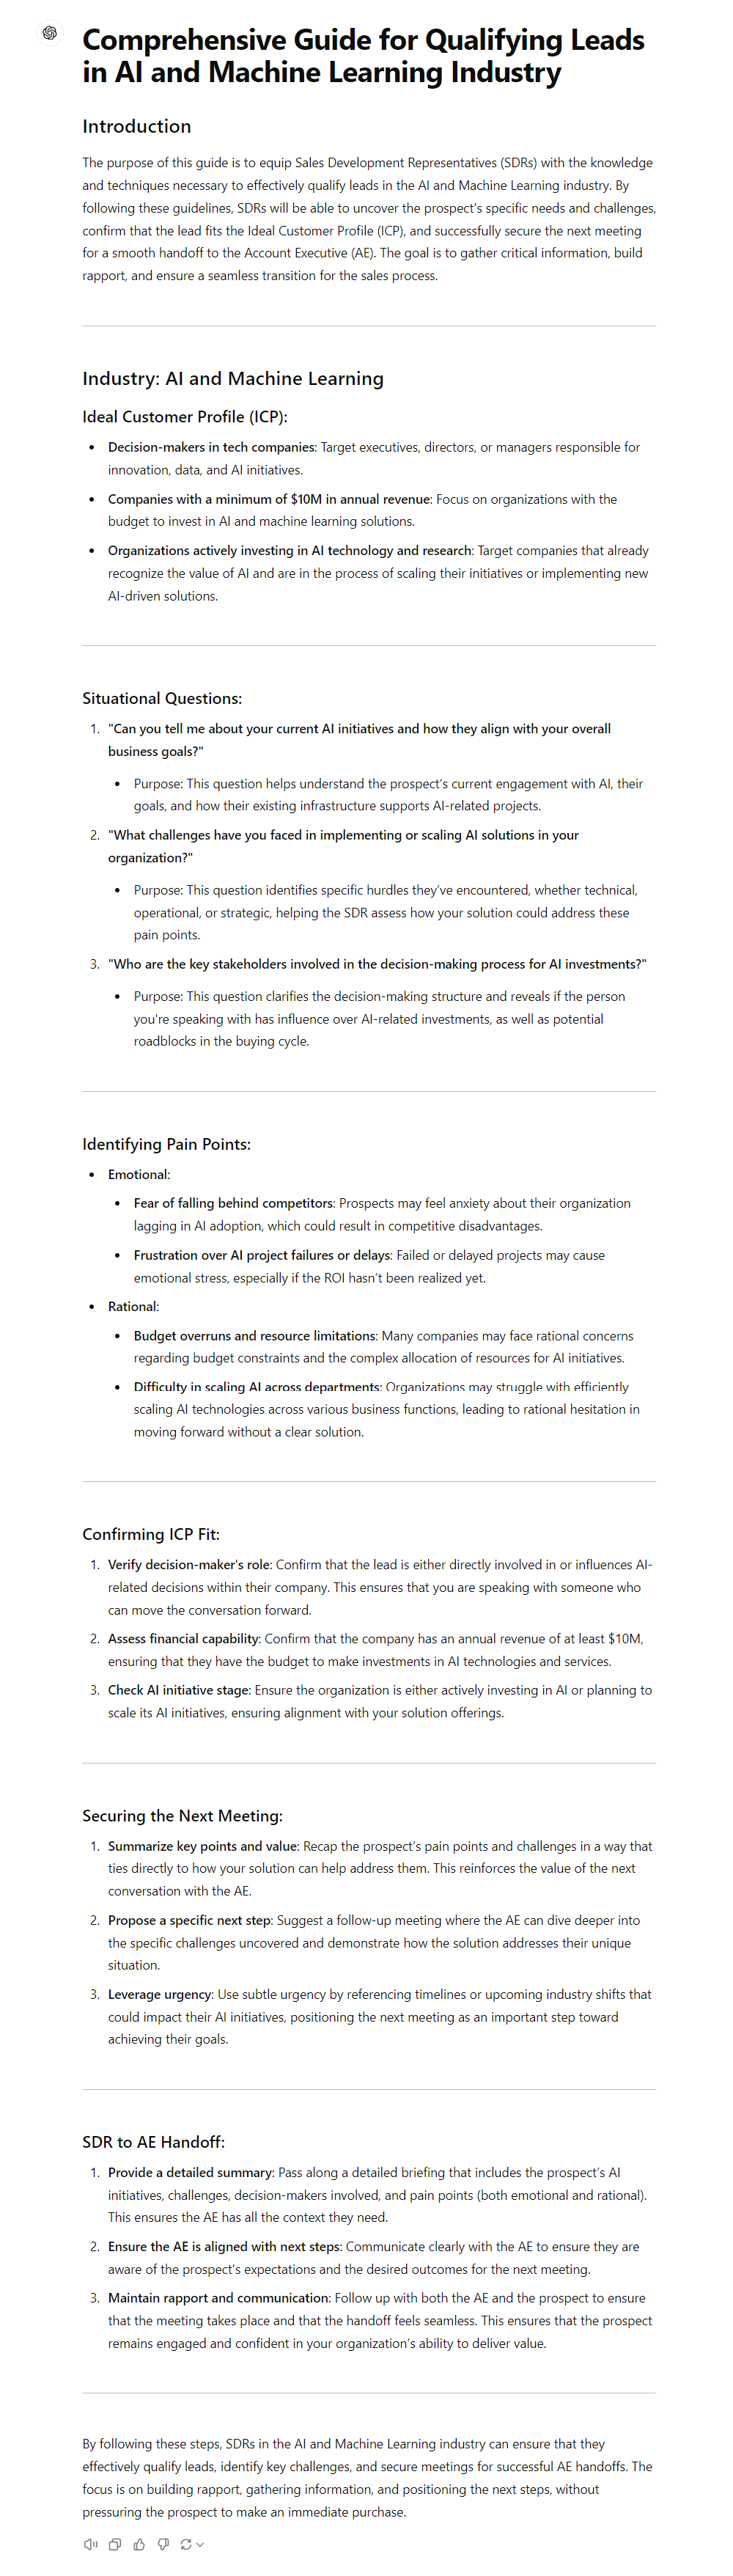 Comprehensive Guide for Qualifying Leads
in AI and Machine Learning Industry
Introduction
The purpose of this guide is to equip Sales Development Representatives (SDRs) with the knowledge
and techniques necessary to effectively qualify leads in the AI and Machine Learning industry. By
following these guidelines, SDRs will be able to uncover the prospect's specific needs and challenges,
confirm that the lead fits the Ideal Customer Profile (ICP), and successfully secure the next meeting
for a smooth handoff to the Account Executive (AE). The goal is to gather critical information, build
rapport, and ensure a seamless transition for the sales process.
Industry: AI and Machine Learning
Ideal Customer Profile (ICP):
• Decision-makers in tech companies: Target executives, directors, or managers responsible for
innovation, data, and AI initiatives.
• Companies with a minimum of $10M in annual revenue: Focus on organizations with the
budget to invest in AI and machine learning solutions.
• Organizations actively investing in AI technology and research: Target companies that already
recognize the value of AI and are in the process of scaling their initiatives or implementing new
AI-driven solutions.
Situational Questions:
1. "Can you tell me about your current AI initiatives and how they align with your overall
business goals?"
• Purpose: This question helps understand the prospect's current engagement with AI, their
goals, and how their existing infrastructure supports AI-related projects.
2. "What challenges have you faced in implementing or scaling AI solutions in your
organization?"
• Purpose: This question identifies specific hurdles they've encountered, whether technical,
operational, or strategic, helping the SDR assess how your solution could address these
pain points.
3. "Who are the key stakeholders involved in the decision-making process for AI investments?"
• Purpose: This question clarifies the decision-making structure and reveals if the person
you're speaking with has influence over AI-related investments, as well as potential
roadblocks in the buying cycle.
Identifying Pain Points:
• Emotional:
• Fear of falling behind competitors: Prospects may feel anxiety about their organization
lagging in AI adoption, which could result in competitive disadvantages.
• Frustration over AI project failures or delays: Failed or delayed projects may cause
emotional stress, especially if the ROI hasn't been realized yet.
• Rational:
• Budget overruns and resource limitations: Many companies may face rational concerns
regarding budget constraints and the complex allocation of resources for AI initiatives.
• Difficulty in scaling AI across departments: Organizations may struggle with efficiently
scaling AI technologies across various business functions, leading to rational hesitation in
moving forward without a clear solution.
Confirming ICP Fit:
1. Verify decision-maker's role: Confirm that the lead is either directly involved in or influences AI-
related decisions within their company. This ensures that you are speaking with someone who
can move the conversation forward.
2. Assess financial capability: Confirm that the company has an annual revenue of at least $10M,
ensuring that they have the budget to make investments in AI technologies and services.
3. Check AI initiative stage: Ensure the organization is either actively investing in AI or planning to
scale its AI initiatives, ensuring alignment with your solution offerings.
Securing the Next Meeting:
1. Summarize key points and value: Recap the prospect's pain points and challenges in a way that
ties directly to how your solution can help address them. This reinforces the value of the next
conversation with the AE.
2. Propose a specific next step: Suggest a follow-up meeting where the AE can dive deeper into
the specific challenges uncovered and demonstrate how the solution addresses their unique
situation.
3. Leverage urgency: Use subtle urgency by referencing timelines or upcoming industry shifts that
could impact their AI initiatives, positioning the next meeting as an important step toward
achieving their goals.
SDR to AE Handoff:
1. Provide a detailed summary: Pass along a detailed briefing that includes the prospect's AI
initiatives, challenges, decision-makers involved, and pain points (both emotional and rational).
This ensures the AE has all the context they need.
2. Ensure the AE is aligned with next steps: Communicate clearly with the AE to ensure they are
aware of the prospect's expectations and the desired outcomes for the next meeting.
3. Maintain rapport and communication: Follow up with both the AE and the prospect to ensure
that the meeting takes place and that the handoff feels seamless. This ensures that the prospect
remains engaged and confident in your organization's ability to deliver value.
By following these steps, SDRs in the AI and Machine Learning industry can ensure that they
effectively qualify leads, identify key challenges, and secure meetings for successful AE handoffs. The
focus is on building rapport, gathering information, and positioning the next steps, without
pressuring the prospect to make an immediate purchase.